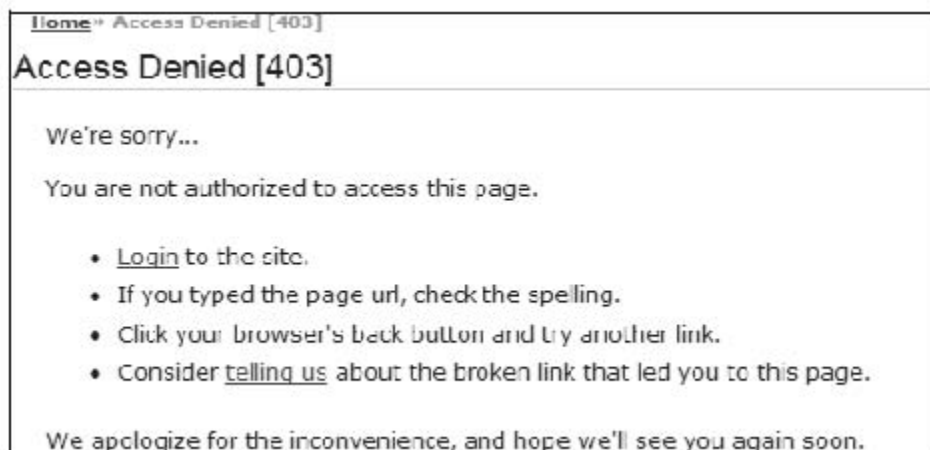 Home» Access Denied [403]
Access Denied [403]
We're sorry...
You are not authorized to access this page.
• Login to the site.
• If you typed the page url, check the spelling.
• Click your browser's back button and try another link.
• Consider telling us about the broken link that led you to this page.
We apologize for the inconvenience, and hope we'll see you again soon.